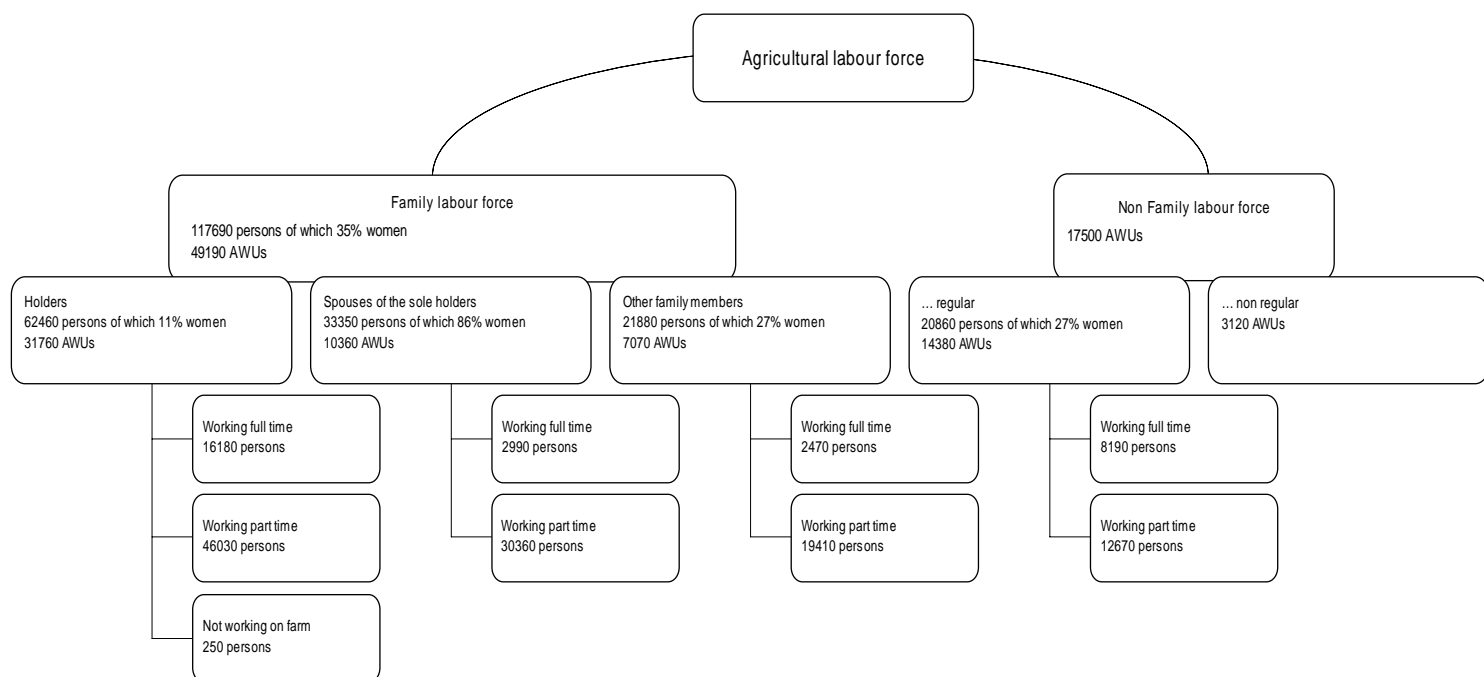 Agricultural labour force
Family labour force
117690 persons of which 35% women
49190 AWUs
Non Family labour force
17500 AWUs
Holders
62460 persons of which 11% women
31760 AWUs
Spouses of the sole holders
33350 persons of which 86% women
10360 AWUs
Other family members
21880 persons of which 27% women
7070 AWUs
... regular
20860 persons of which 27% women
14380 AWUs
... non regular
3120 AWUs
Working full time
16180 persons
Working full time
2990 persons
Working full time
2470 persons
Working full time
8190 persons
Working part time
46030 persons
Working part time
30360 persons
Working part time
19410 persons
Working part time
12670 persons
Not working on farm
250 persons